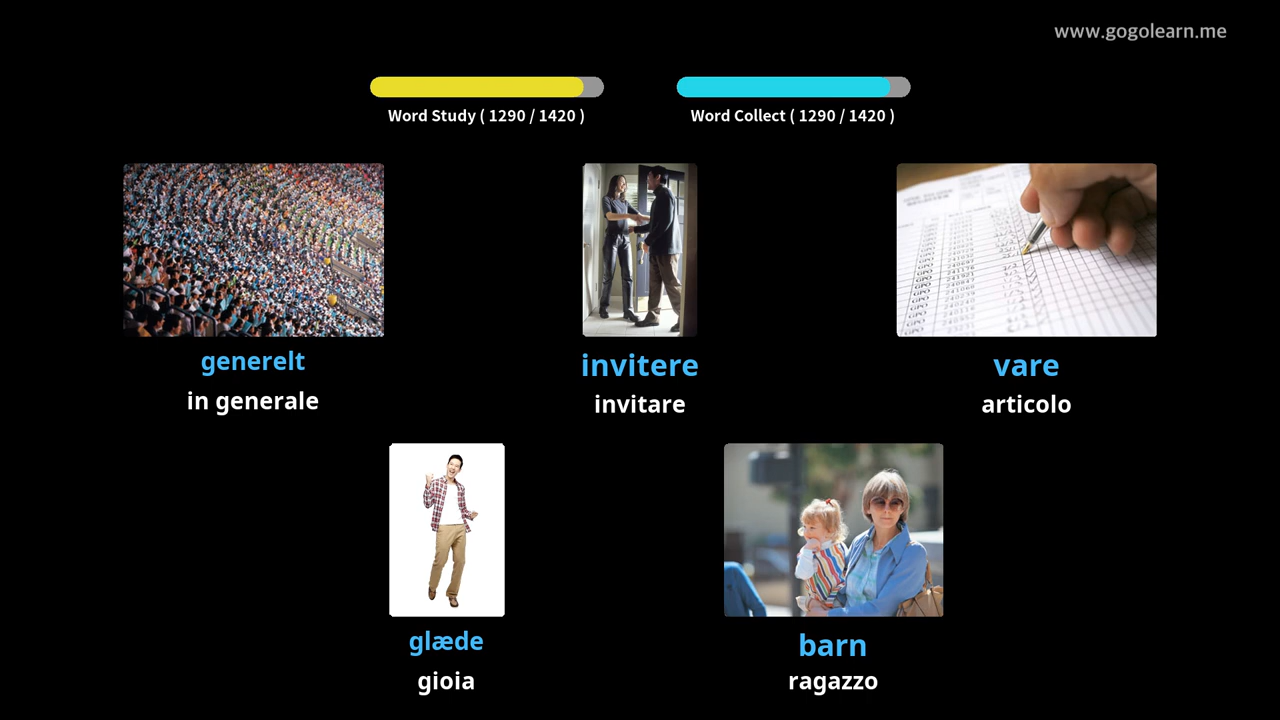 www.gogolearn.me
Word Study ( 1290 / 1420 )
Word Collect ( 1290 / 1420 )
generelt
in generale
invitere
invitare
vare
articolo
glæde
gioia
barn
ragazzo